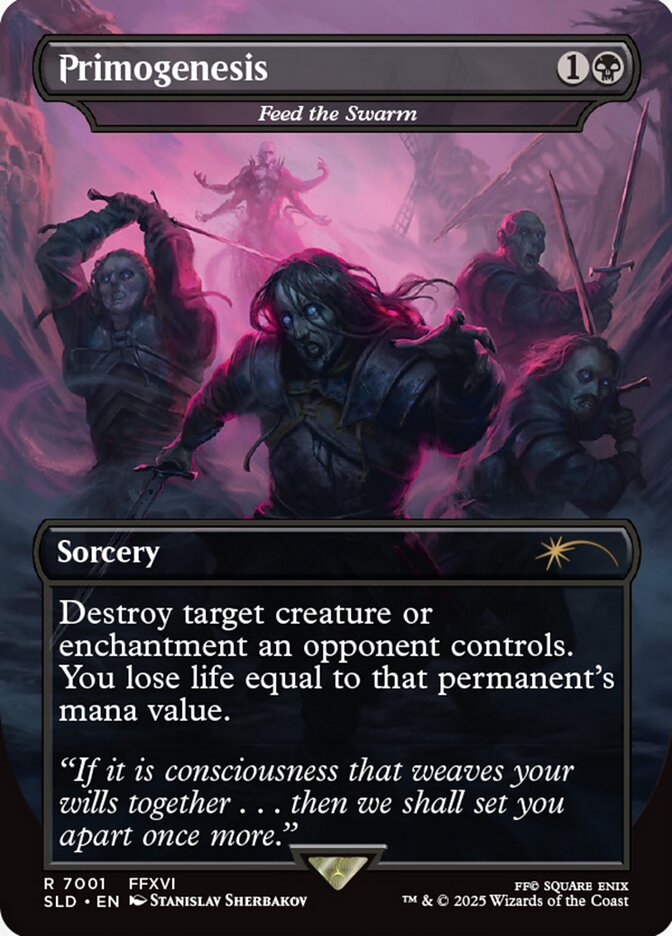 Primogenesis 1
Feed the Swarm
Sorcery
Destroy target creature or
enchantment an opponent controls.
You lose life equal to that permanent's
mana value.
“If it is consciousness that weaves your
wills together . . . then we shall set you
apart once more.”
R 7001 FFXVI
SLD • EN Stanislav Sherbakov
FF© SQUARE ENIX
™ & © 2025 Wizards of the Coast